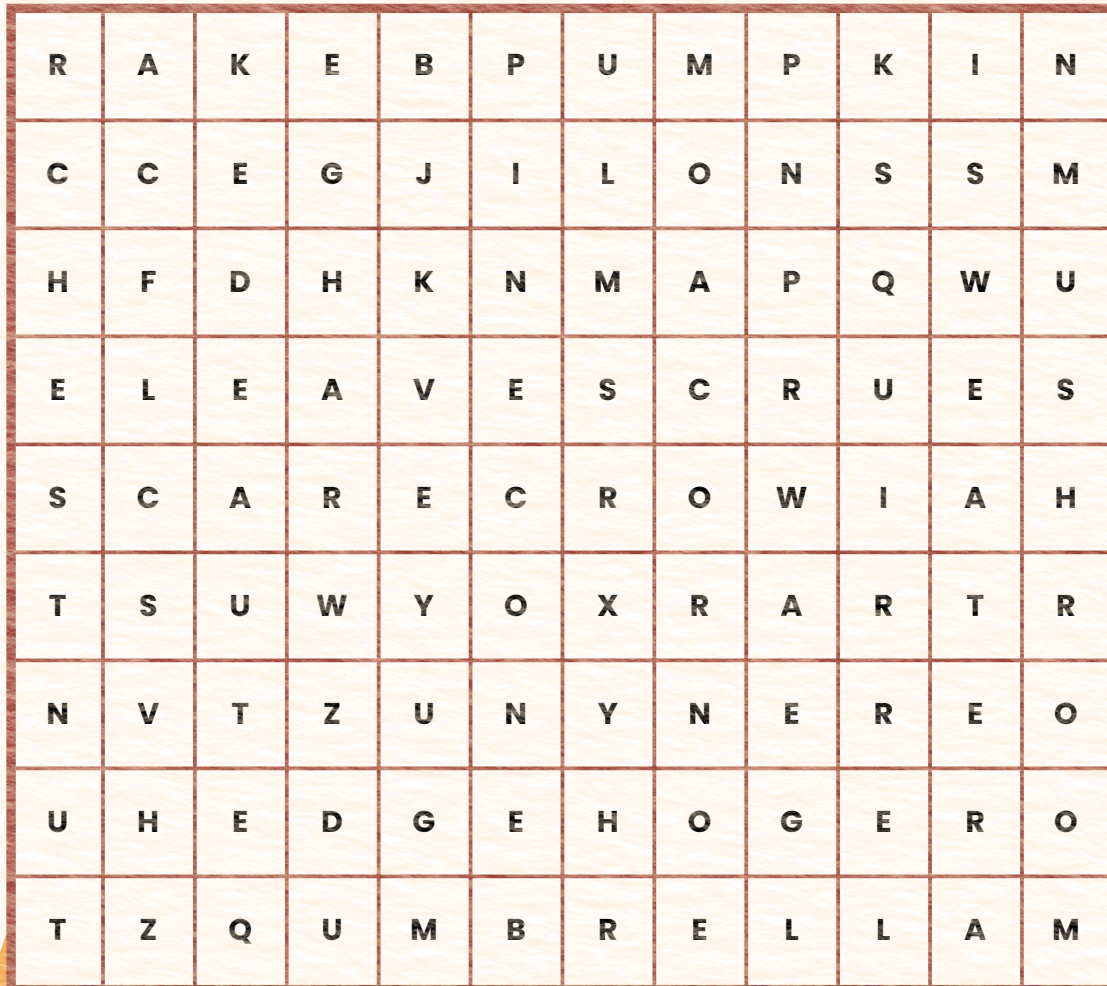 R A K E B P U M P K I N
C C E G J I L O N S S M
H F D H K N M A P Q W U
E L E A V E S C R U E S
S C A R E C R O W I A H
T S U W Y O X R A R T R
N V T Z U N Y N E R E O
U H E D G E H O G E R O
T Z Q U M B R E L L A M